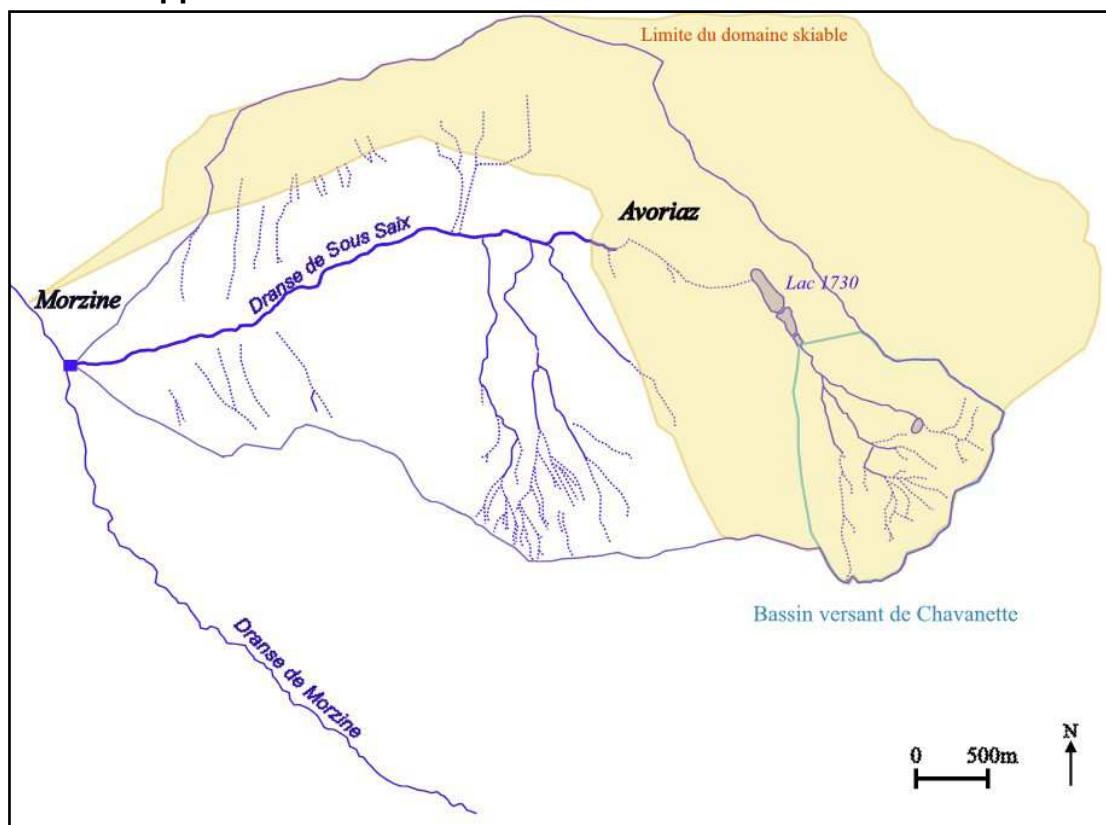 Limite du domaine skiable
Avoriaz
Dranse de Sous Saix
Lac 1730
Morzine
Bassin versant de Chavanette
Dranse de Morzine
N
0 500m